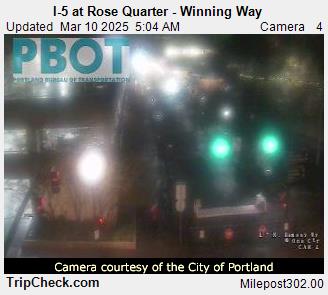 I-5 at Rose Quarter - Winning Way
Updated Mar 10 2025 5:04 AM Camera 4
PBOT
PORTLAND BUREAU OF TRANSPORTATION
Camera courtesy of the City of Portland
TripCheck.com Milepost302.00